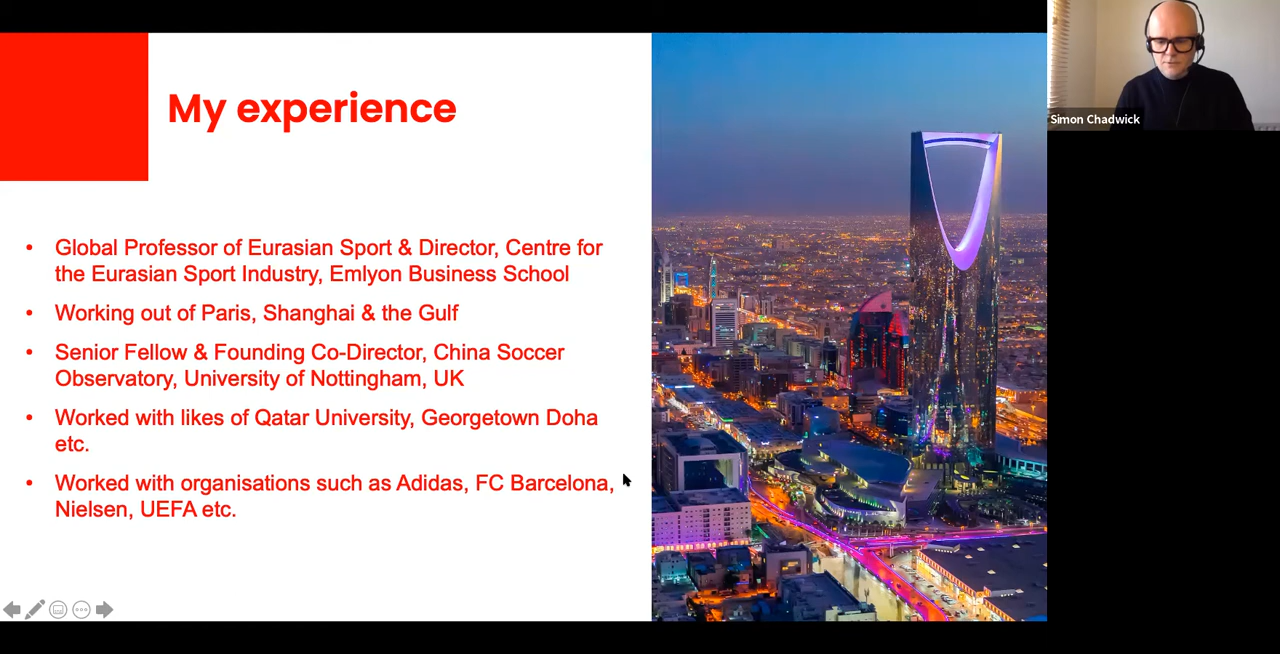 My experience
• Global Professor of Eurasian Sport & Director, Centre for
the Eurasian Sport Industry, Emlyon Business School
• Working out of Paris, Shanghai & the Gulf
• Senior Fellow & Founding Co-Director, China Soccer
Observatory, University of Nottingham, UK
• Worked with likes of Qatar University, Georgetown Doha
etc.
• Worked with organisations such as Adidas, FC Barcelona,
Nielsen, UEFA etc.
Simon Chadwick